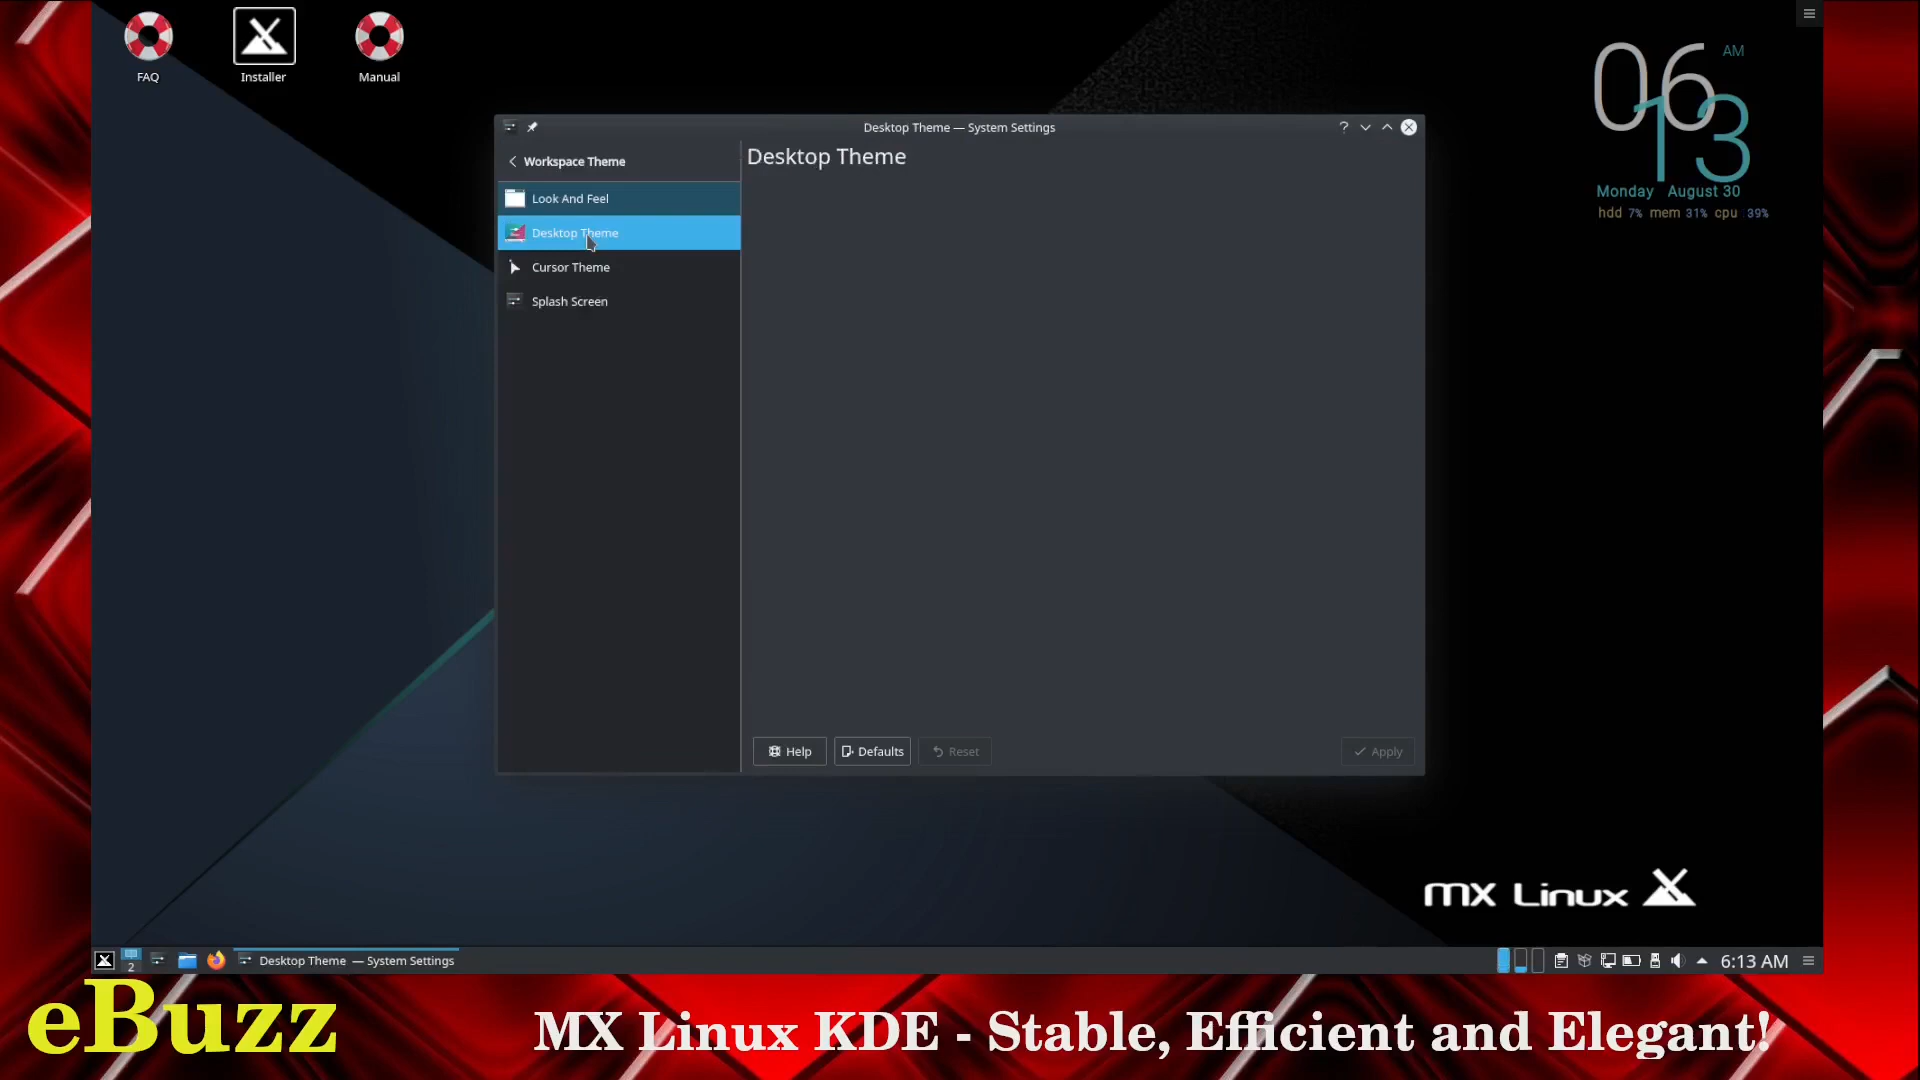 FAQ
Installer
Manual
06
AM
13
Monday August 30
hdd 7% mem 31% cpu 39%
Desktop Theme — System Settings
Workspace Theme
Look And Feel
Desktop Theme
Cursor Theme
Splash Screen
Desktop Theme
Help
Defaults
Reset
Apply
MX Linux
2
Desktop Theme — System Settings
6:13 AM
eBuzz
MX Linux KDE - Stable, Efficient and Elegant!